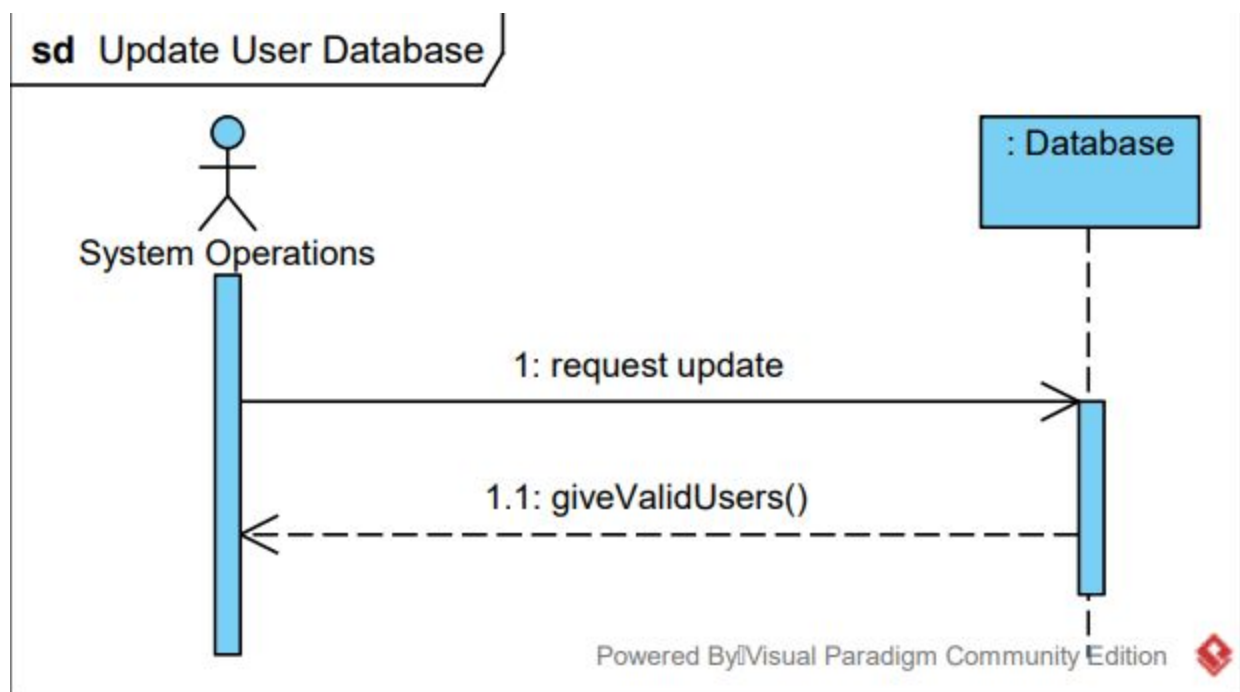 sd Update User Database
: Database
System Operations
1: request update
1.1: giveValidUsers()
Powered By▯Visual Paradigm Community Edition